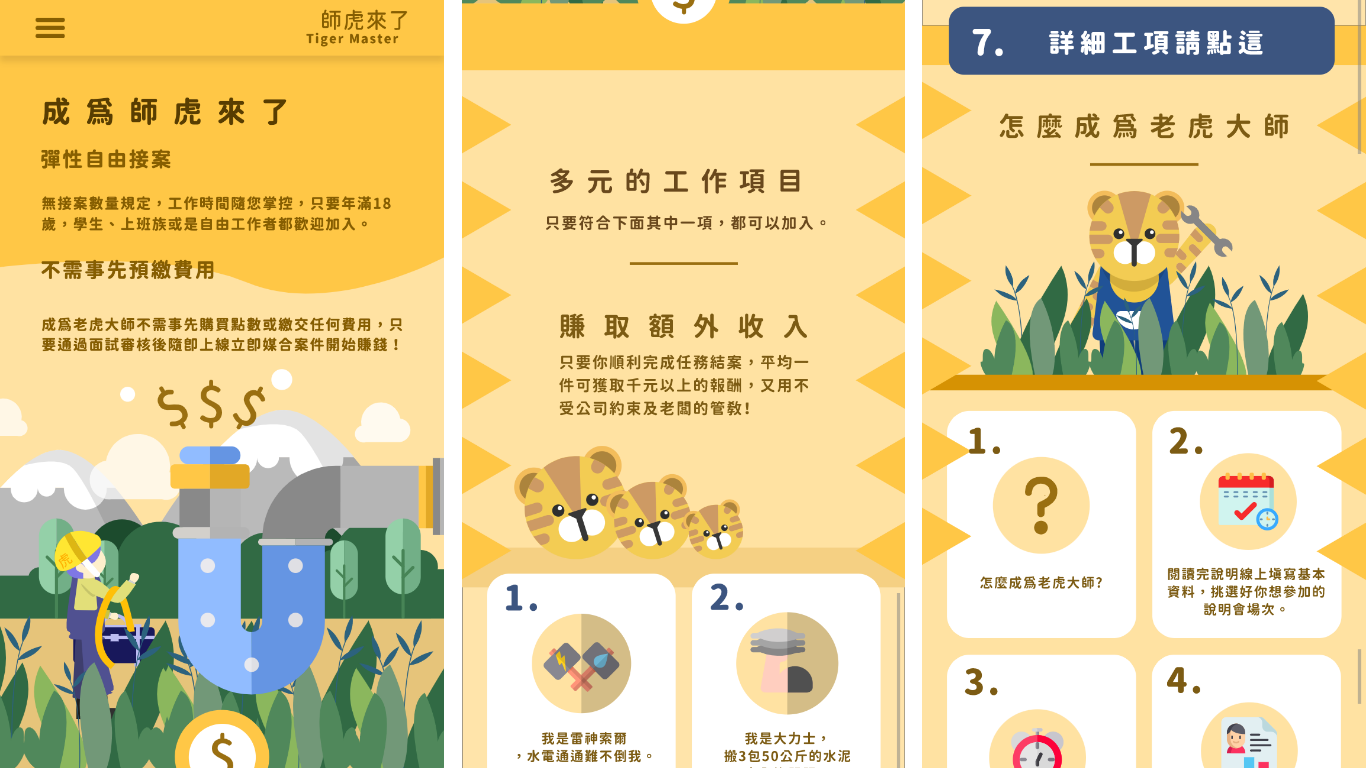 師虎來了
Tiger Master
成為師虎來了
彈性自由接案
無接案數量規定，工作時間隨您掌控，只要年滿18
歲，學生、上班族或是自由工作者都歡迎加入。
不需事先預繳費用
成為老虎大師不需事先購買點數或繳交任何費用，只
要通過面試審核後隨即上線立即媒合案件開始賺錢！
$$$
虎
$
$
多元的工作項目
只要符合下面其中一項，都可以加入。
賺取額外收入
只要你順利完成任務結案，平均一
件可獲取千元以上的報酬，又用不
受公司約束及老闆的管教!
1.
我是雷神索爾
，水電通通難不倒我。
2.
我是大力士，
搬3包50公斤的水泥
7. 詳細工項請點這
怎麼成為老虎大師
1.
?
怎麼成為老虎大師?
2.
閱讀完說明線上填寫基本
資料，挑選好你想參加的
說明會場次。
3.
4.